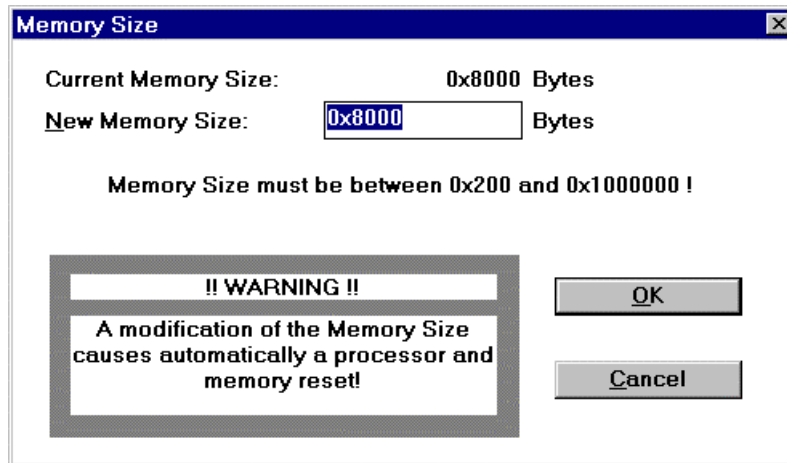 Memory Size
Current Memory Size: 0x8000 Bytes
New Memory Size: 0x8000 Bytes
Memory Size must be between 0x200 and 0x1000000 !
!! WARNING !!
A modification of the Memory Size
causes automatically a processor and
memory reset!
OK
Cancel